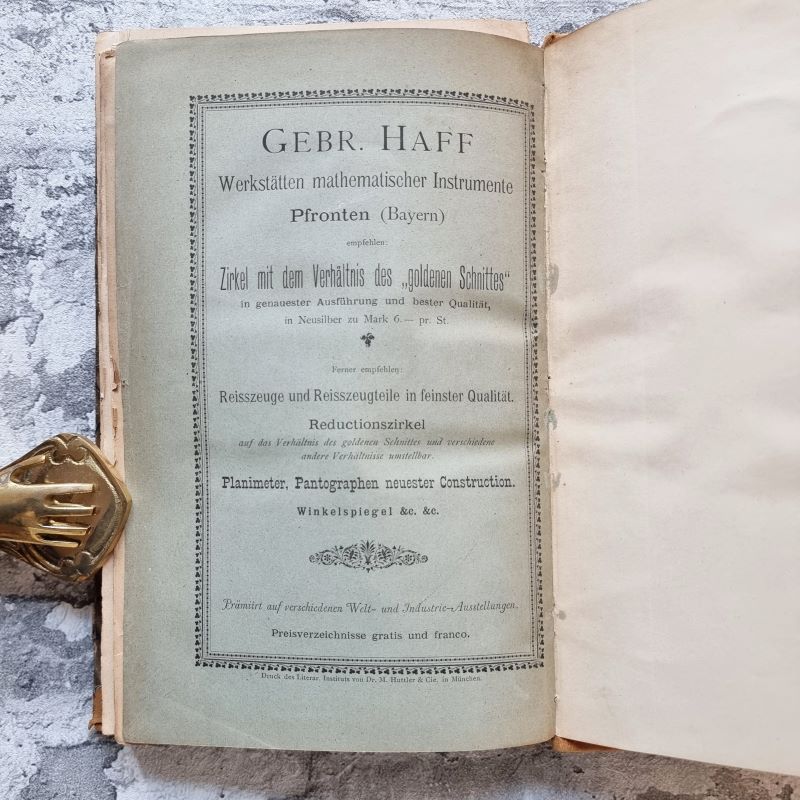 GEBR. HAFF
Werkstätten mathematischer Instrumente
Pfronten (Bayern)
empfehlen:
Zirkel mit dem Verhältnis des „goldenen Schnittes“
in genauester Ausführung und bester Qualität,
in Neusilber zu Mark 6.— pr. St.
Ferner empfehlen:
Reisszeuge und Reisszeugteile in feinster Qualität.
Reductionszirkel
auf das Verhältnis des goldenen Schnittes und verschiedene
andere Verhältnisse umstellbar.
Planimeter, Pantographen neuester Construction.
Winkelspiegel &c. &c.
Prämiirt auf verschiedenen Welt- und Industrie-Ausstellungen.
Preisverzeichnisse gratis und franco.
Druck des Literar. Instituts von Dr. M. Huttler & Cie. in München.